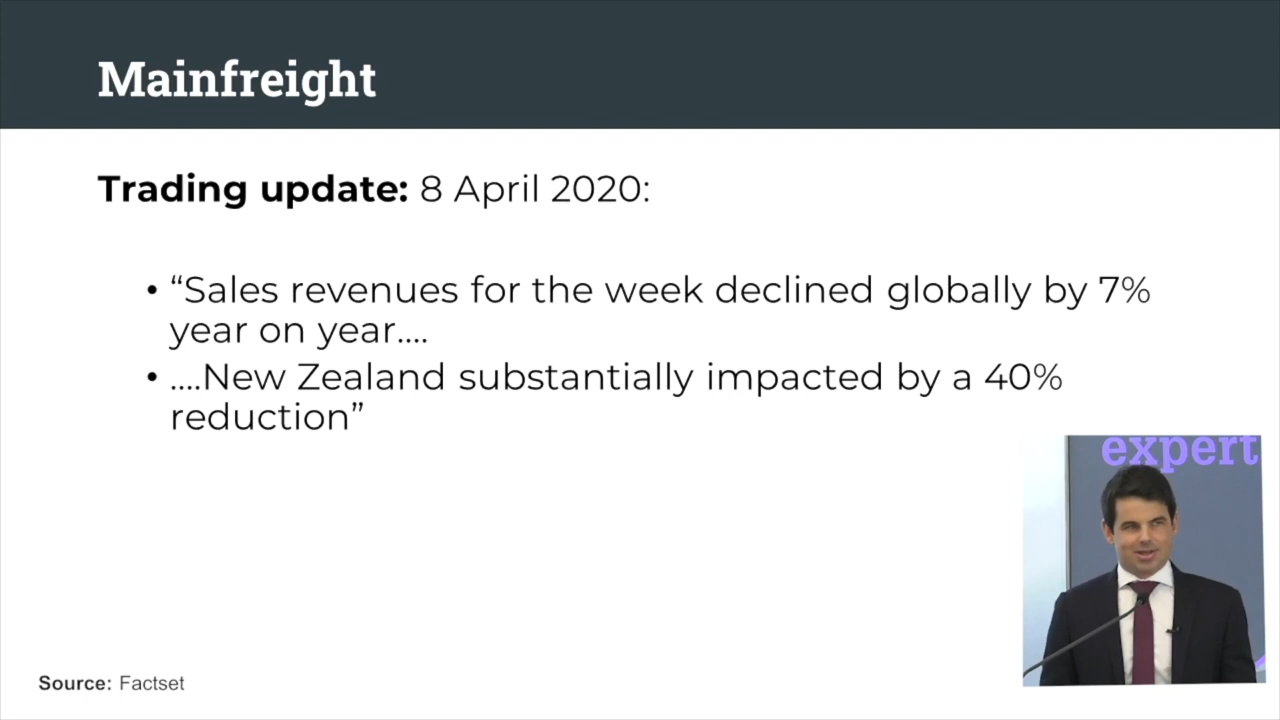 Mainfreight
Trading update: 8 April 2020:
• “Sales revenues for the week declined globally by 7%
year on year....
• ....New Zealand substantially impacted by a 40%
reduction”
expert
Source: Factset